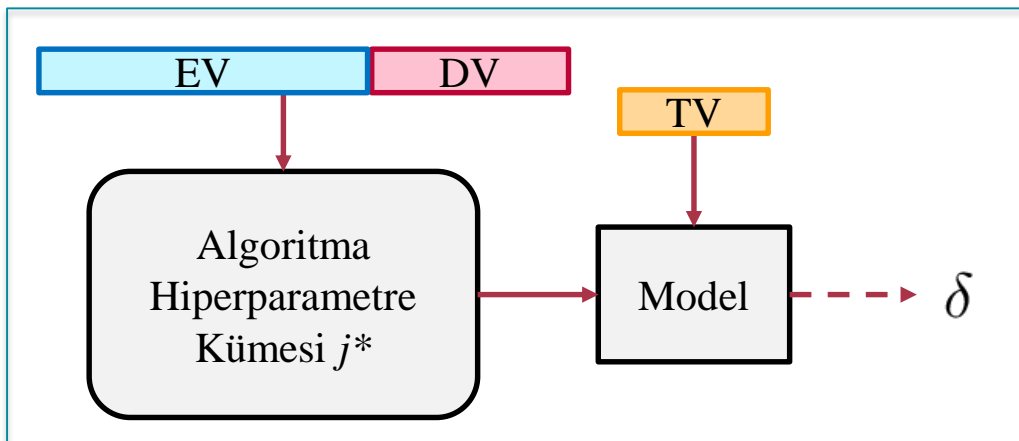 EV
DV
TV
Algoritma
Hiperparametre
Kümesi j*
Model
δ